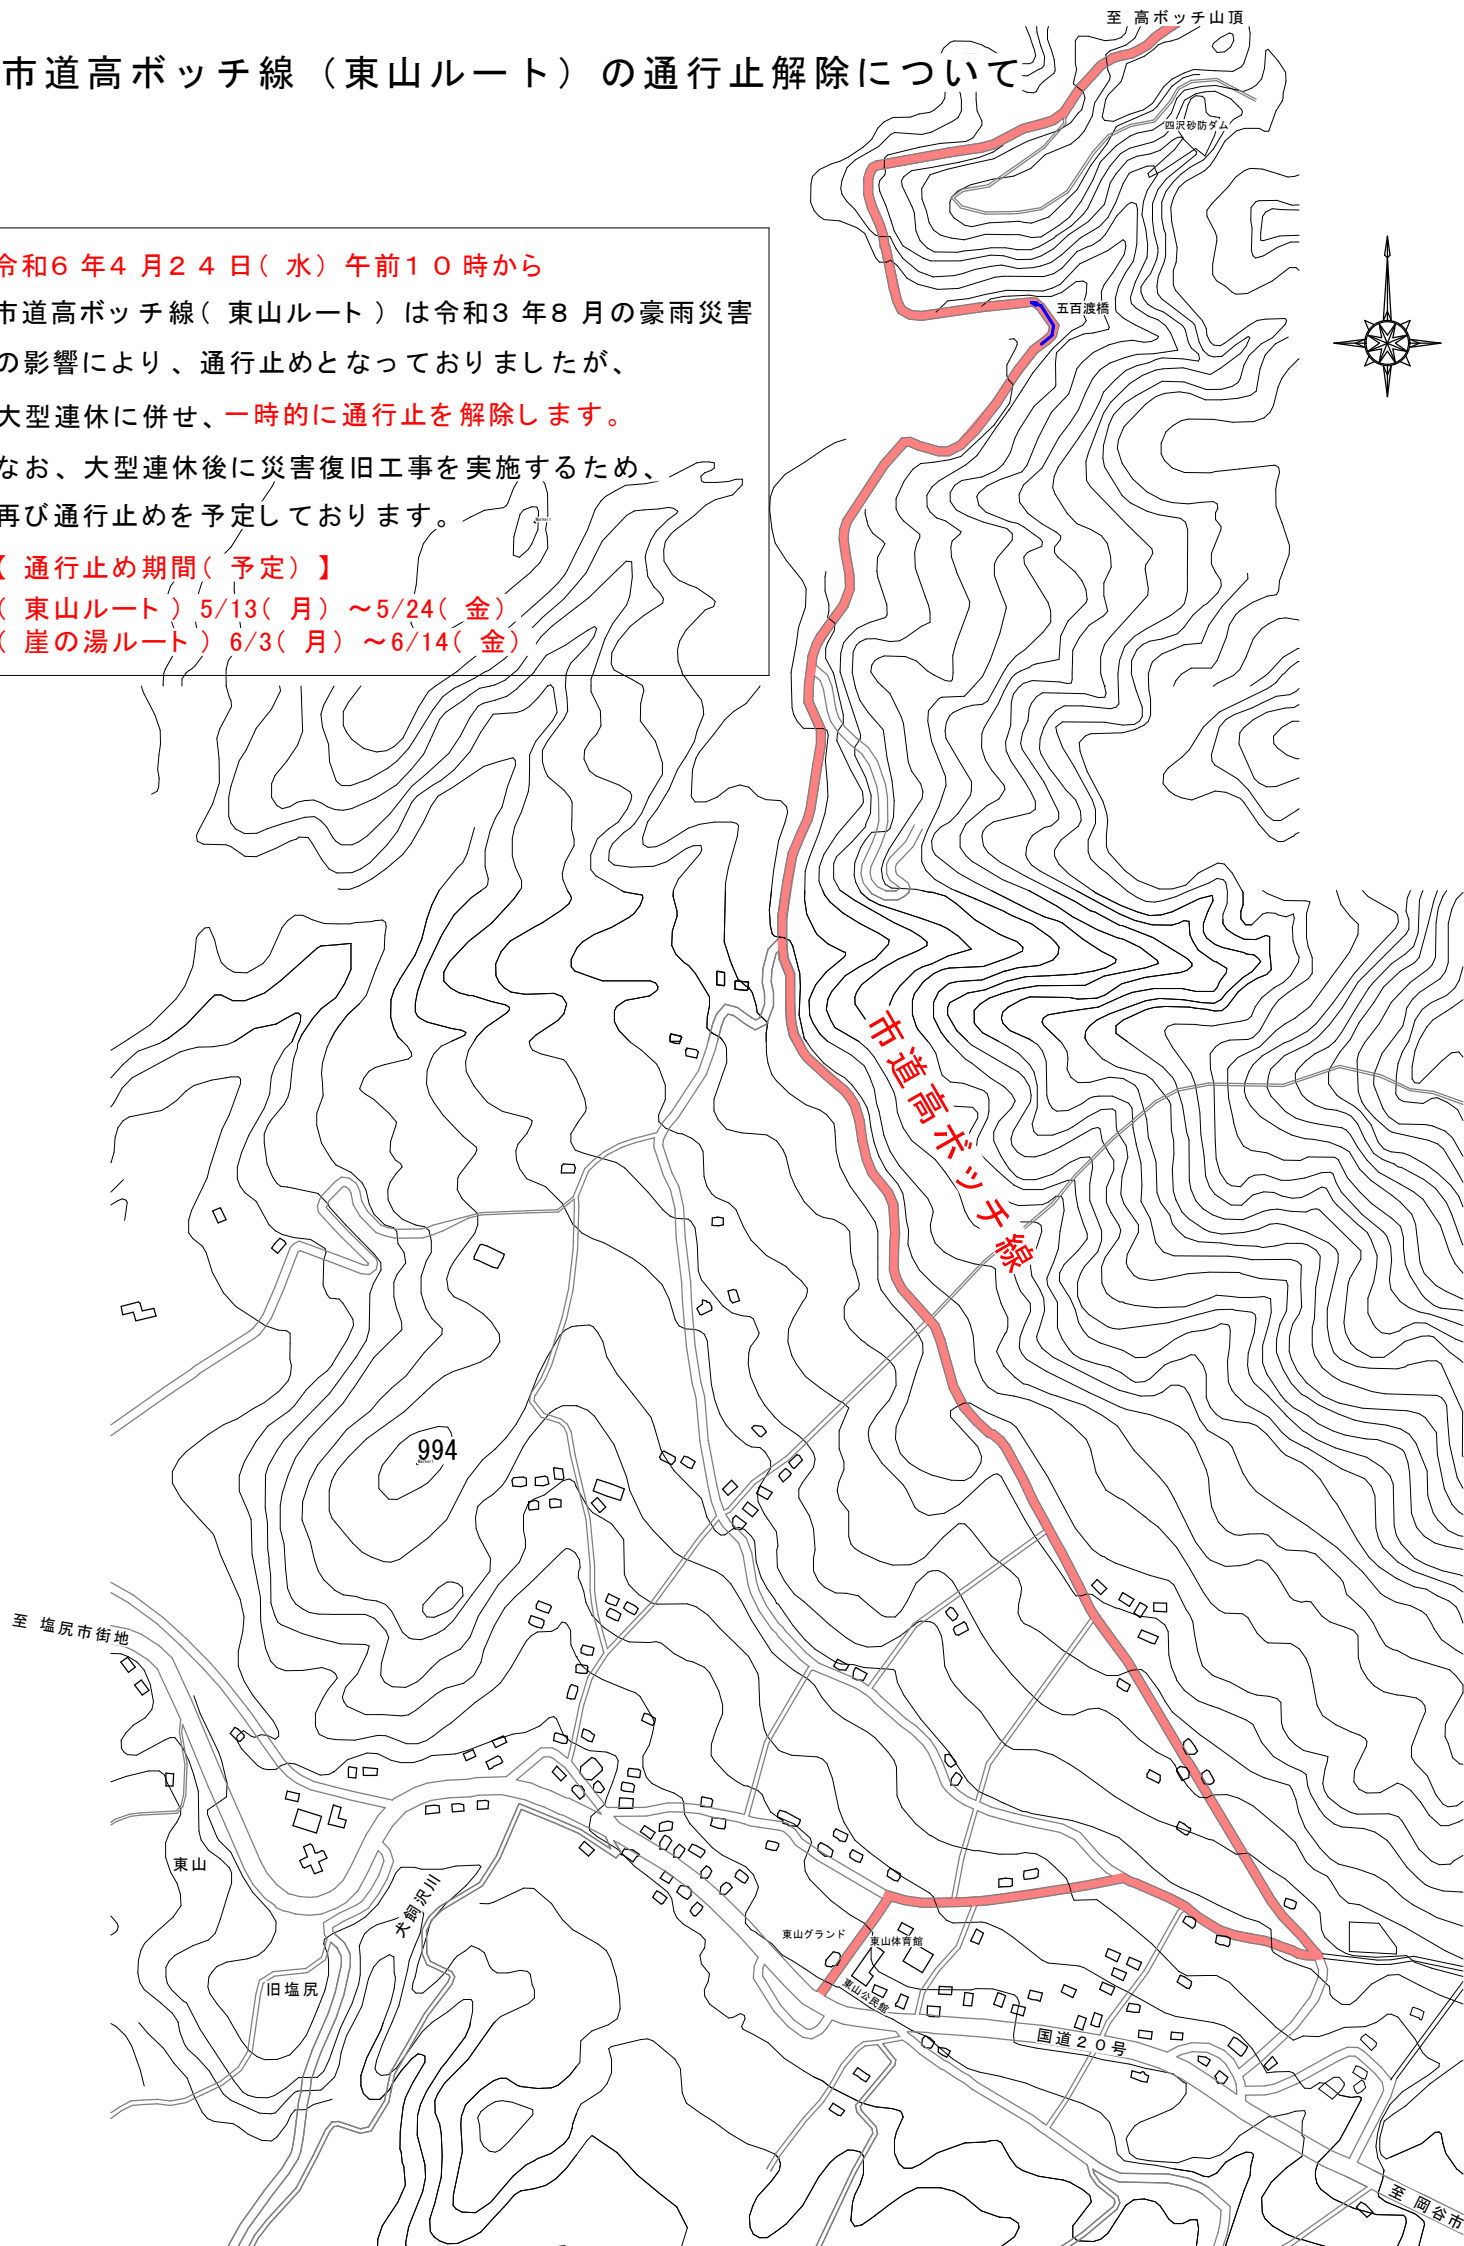 至 高ボッチ山頂
市道高ボッチ線（東山ルート）の通行止解除について
四沢砂防ダム
令和6年4月24日(水)午前10時から
市道高ボッチ線(東山ルート)は令和3年8月の豪雨災害
の影響により、通行止めとなっておりましたが、
大型連休に併せ、一時的に通行止を解除します。
なお、大型連休後に災害復旧工事を実施するため、
再び通行止めを予定しております。
【通行止め期間(予定)】
(東山ルート)5/13(月)～5/24(金)
(崖の湯ルート)6/3(月)～6/14(金)
五百渡橋
市道高ボッチ線
994
至 塩尻市街地
東山
犬飼沢川
旧塩尻
東山グランド
東山体育館
東山公民館
国道20号
至 岡谷市